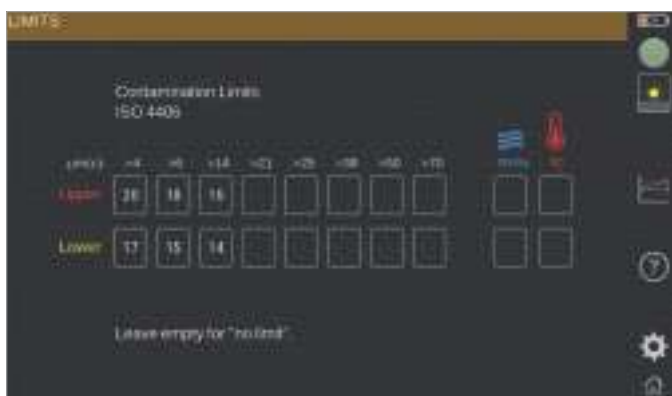 LIMITS
Contamination Limits
ISO 4406
>4 >6 >14 >21 >25 >38 >50 >70
Upper 20 18 16
Lower 17 15 14
Leave empty for "no limit"
?